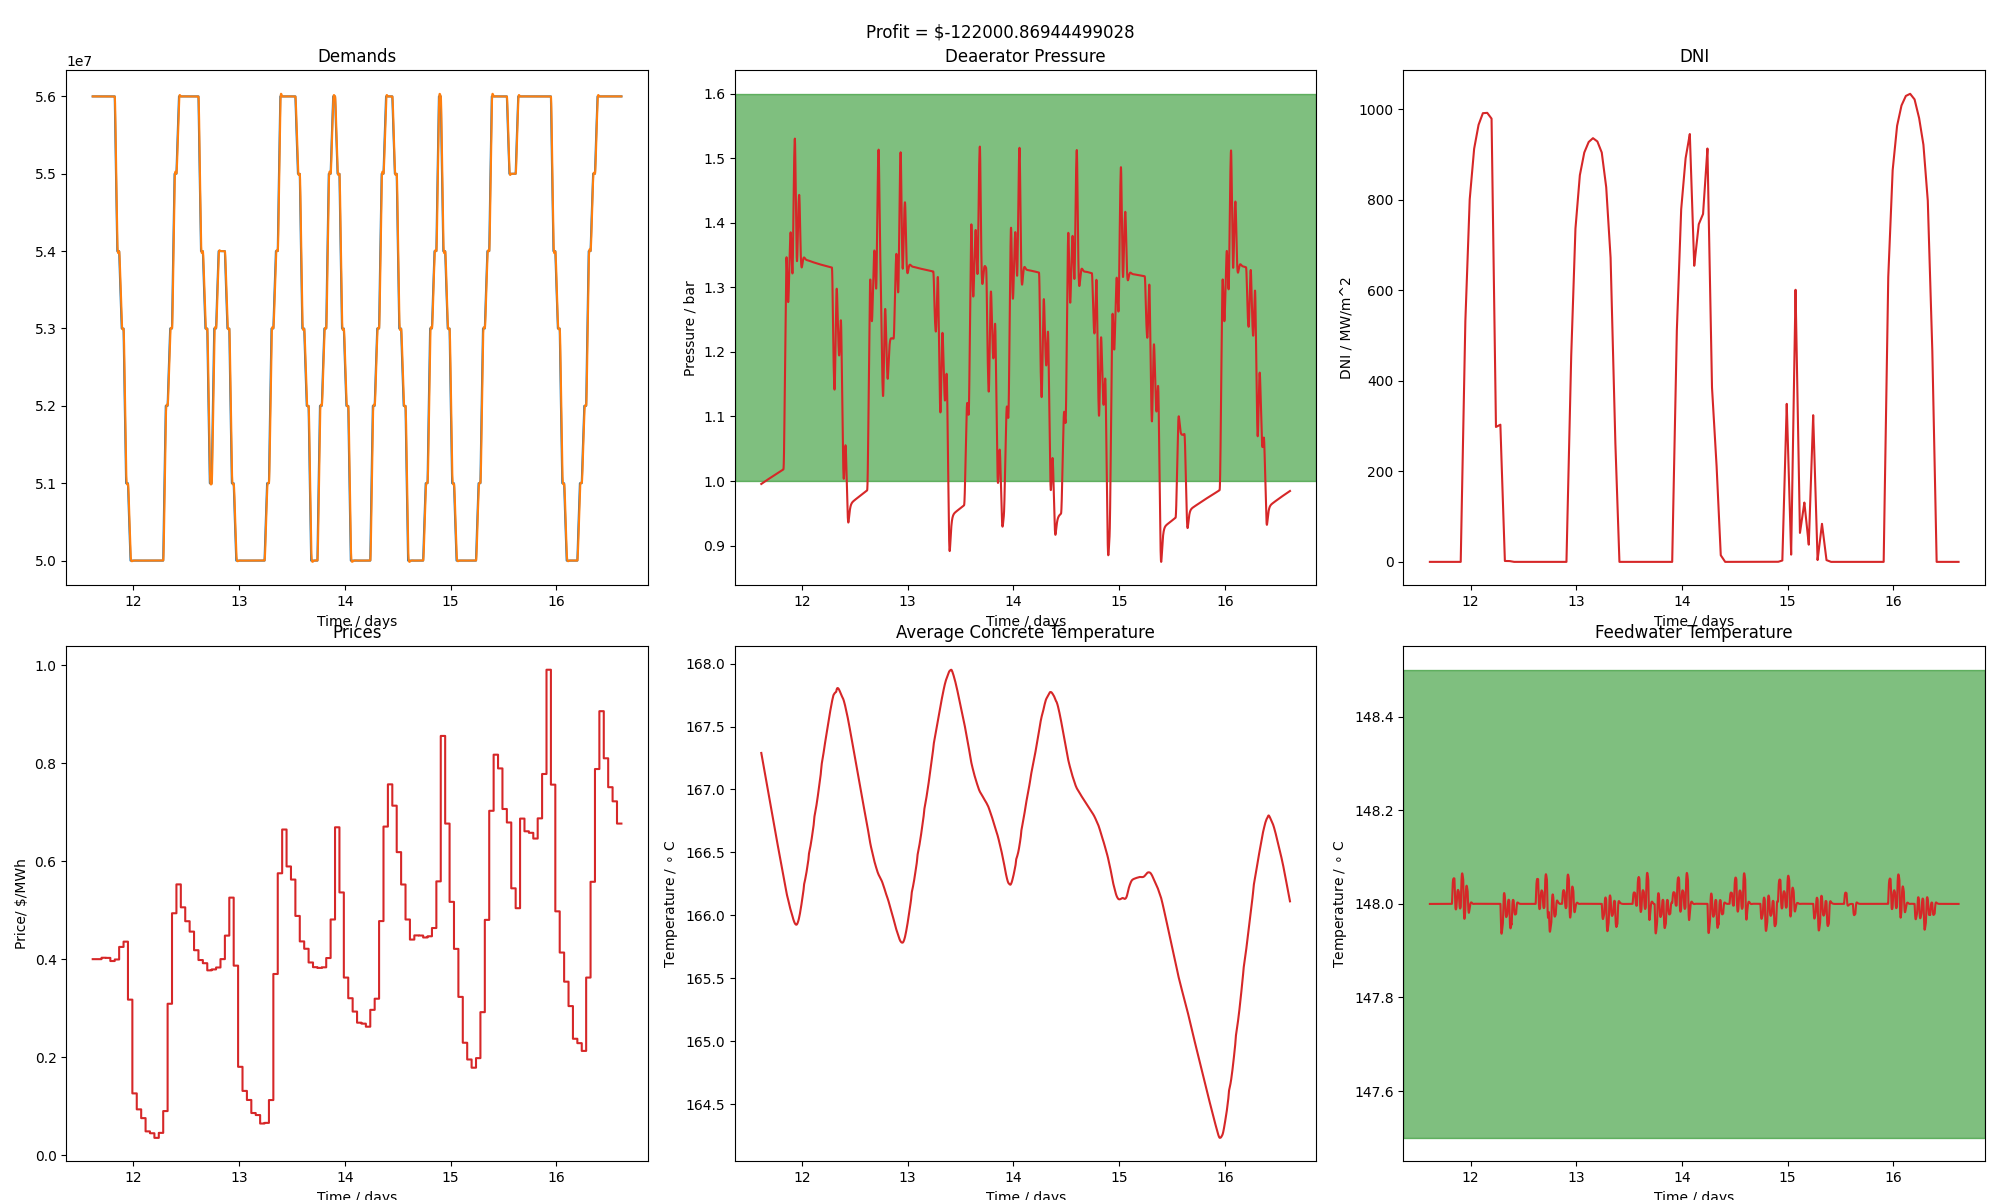 Profit = $-122000.86944499028
Demands
1e7
5.6
5.5
5.4
5.3
5.2
5.1
5.0
12 13 14 15 16
Time / days
Deaerator Pressure
Pressure / bar
1.6
1.5
1.4
1.3
1.2
1.1
1.0
0.9
12 13 14 15 16
Time / days
DNI
DNI / MW/m^2
1000
800
600
400
200
0
12 13 14 15 16
Time / days
Prices
Price/ $/MWh
1.0
0.8
0.6
0.4
0.2
0.0
12 13 14 15 16
Time / days
Average Concrete Temperature
Temperature / ∘ C
168.0
167.5
167.0
166.5
166.0
165.5
165.0
164.5
12 13 14 15 16
Time / days
Feedwater Temperature
Temperature / ∘ C
148.4
148.2
148.0
147.8
147.6
12 13 14 15 16
Time / days